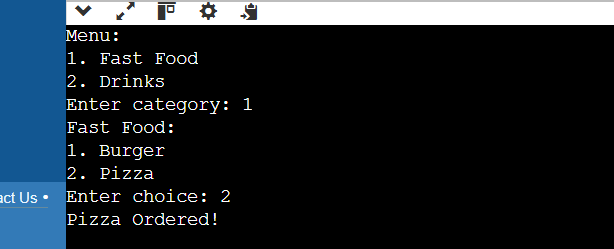 Menu:
1. Fast Food
2. Drinks
Enter category: 1
Fast Food:
1. Burger
2. Pizza
Enter choice: 2
act Us •
Pizza Ordered!